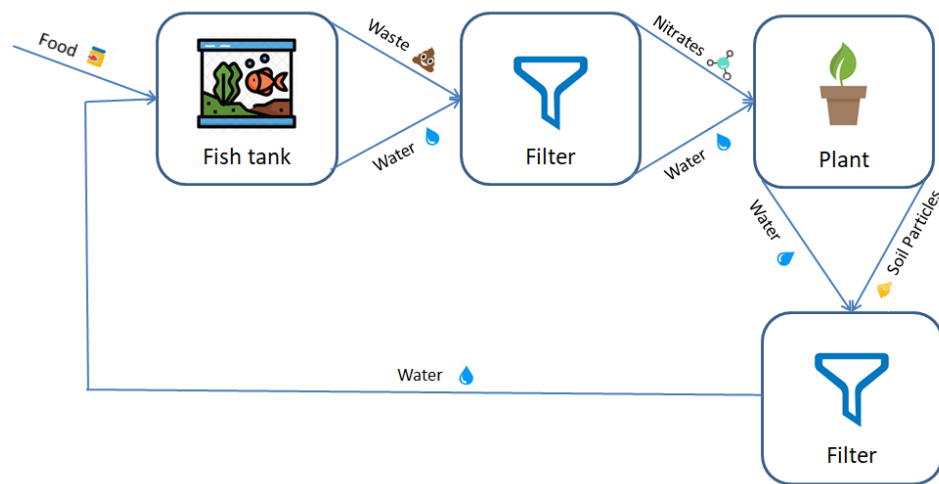 Food
Waste
Nitrates
Fish tank
Water
Filter
Water
Plant
Water
Soil Particles
Water
Filter